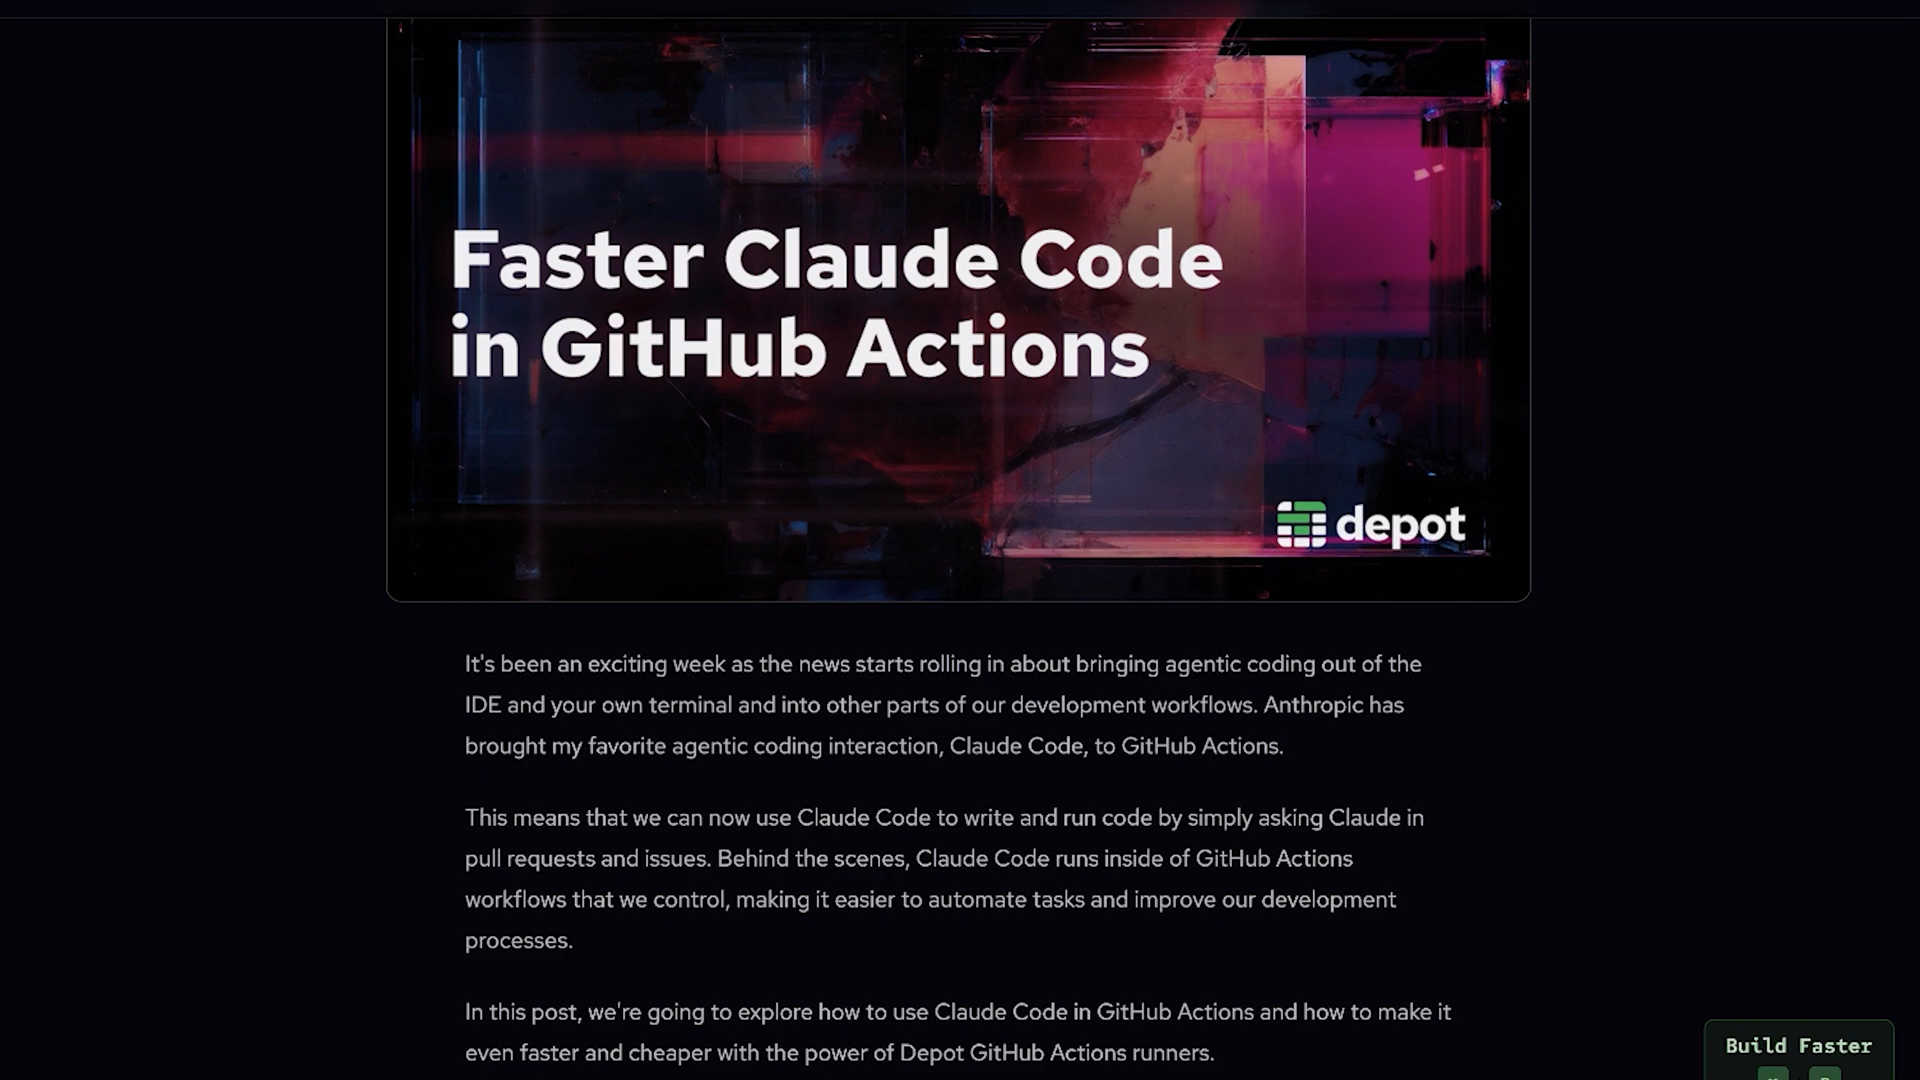 Faster Claude Code
in GitHub Actions
depot
It's been an exciting week as the news starts rolling in about bringing agentic coding out of the
IDE and your own terminal and into other parts of our development workflows. Anthropic has
brought my favorite agentic coding interaction, Claude Code, to GitHub Actions.
This means that we can now use Claude Code to write and run code by simply asking Claude in
pull requests and issues. Behind the scenes, Claude Code runs inside of GitHub Actions
workflows that we control, making it easier to automate tasks and improve our development
processes.
In this post, we're going to explore how to use Claude Code in GitHub Actions and how to make it
even faster and cheaper with the power of Depot GitHub Actions runners.
Build Faster